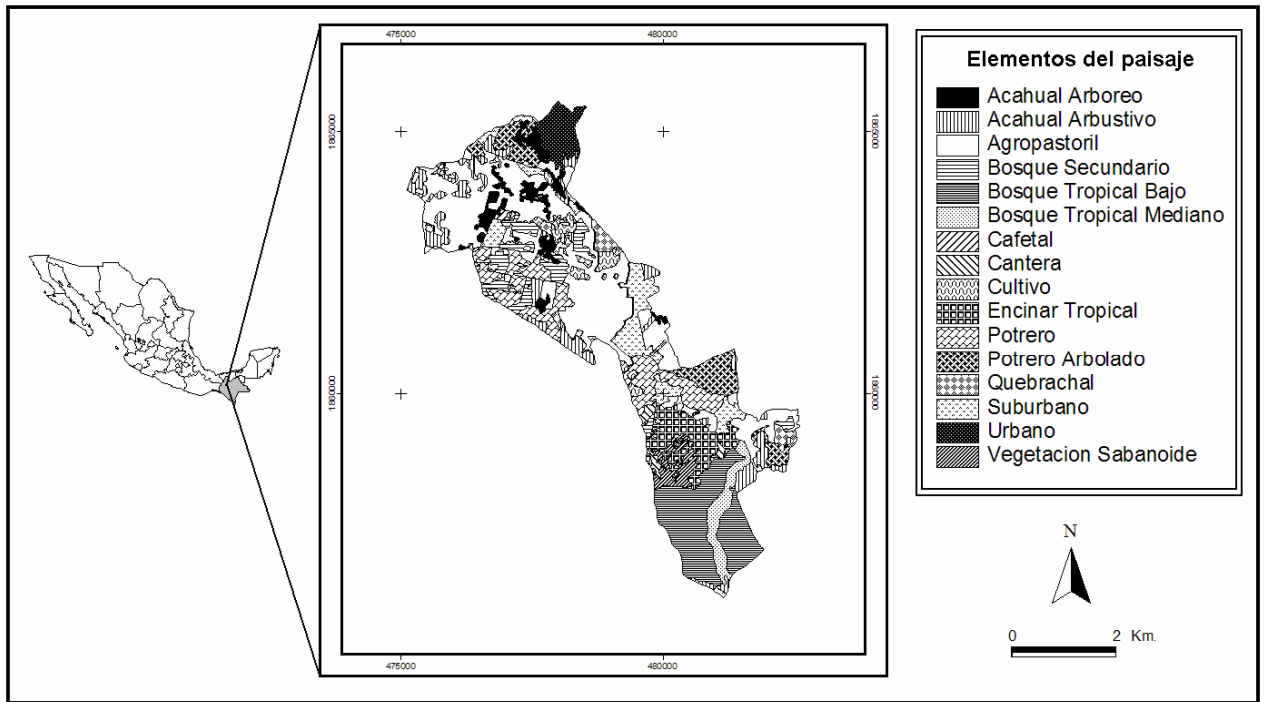 475000
480000
1865000
1865000
1860000
1860000
475000
480000
Elementos del paisaje
Acahual Arboreo
Acahual Arbustivo
Agropastoril
Bosque Secundario
Bosque Tropical Bajo
Bosque Tropical Mediano
Cafetal
Cantera
Cultivo
Encinar Tropical
Potrero
Potrero Arbolado
Quebrachal
Suburbano
Urbano
Vegetacion Sabanoide
N
0 2 Km.